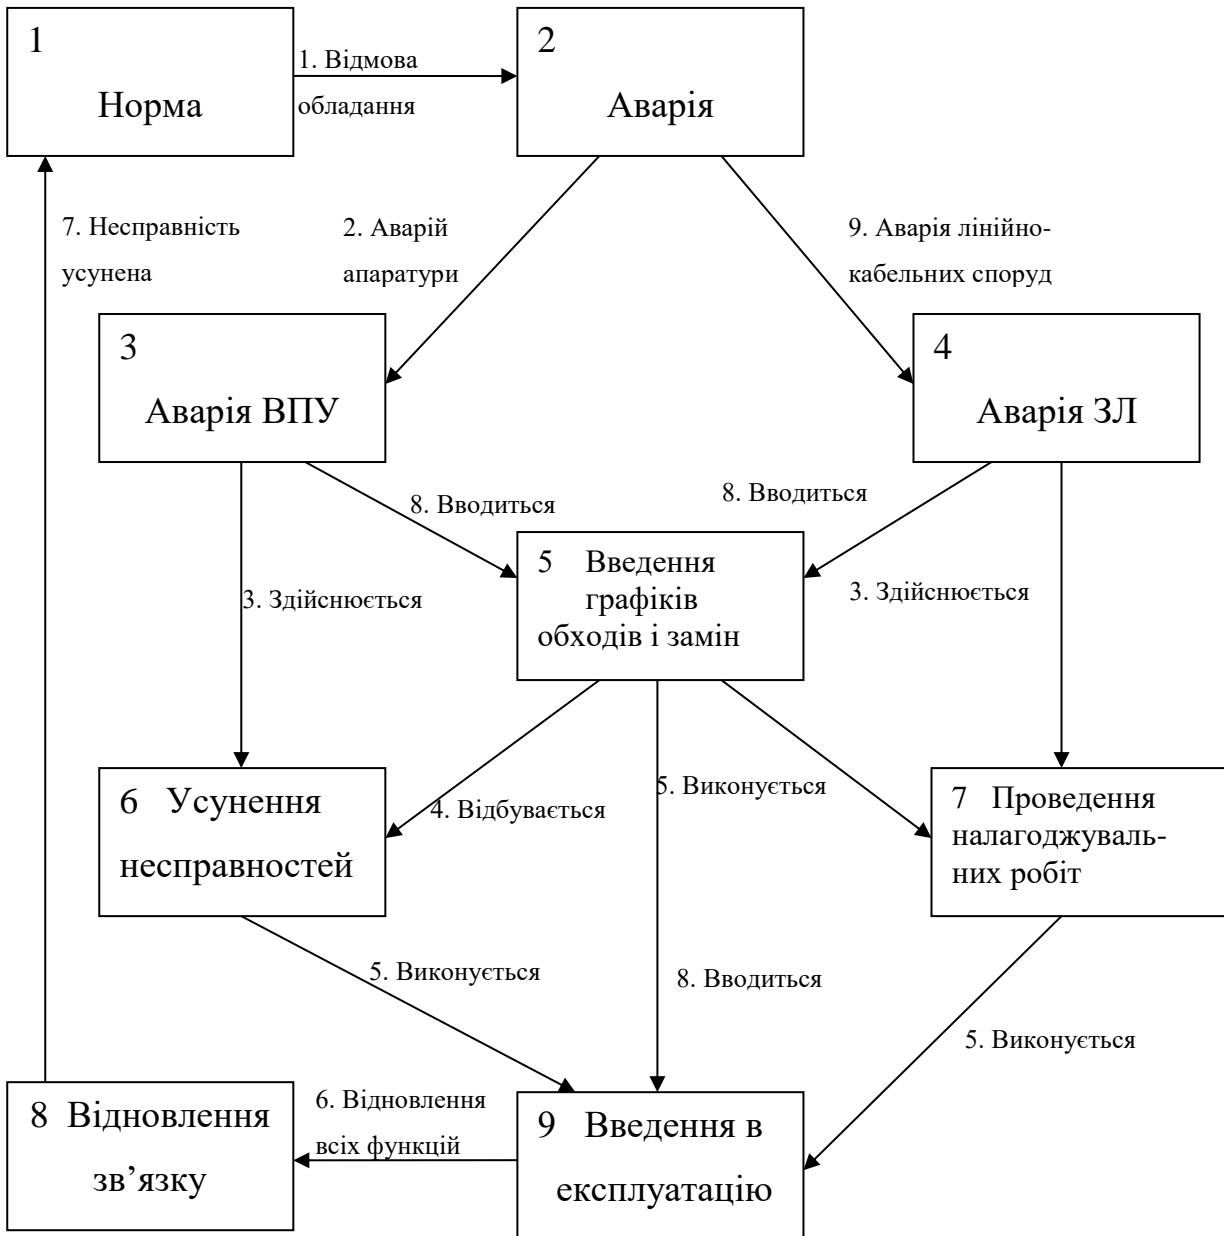 1
Норма
1. Відмова
обладання
2
Аварія
7. Несправність
усунена
2. Аварій
апаратури
9. Аварія лінійно-
кабельних споруд
3
Аварія ВПУ
4
Аварія ЗЛ
8. Вводиться
8. Вводиться
5 Введення
графіків
обходів і замін
3. Здійснюється
3. Здійснюється
6 Усунення
несправностей
4. Відбувається
5. Виконується
7 Проведення
налагоджуваль-
них робіт
5. Виконується
8. Вводиться
5. Виконується
8 Відновлення
зв’язку
6. Відновлення
всіх функцій
9 Введення в
експлуатацію